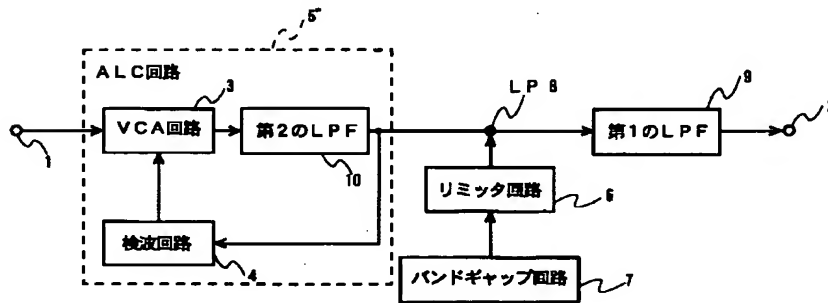 5"
ALC回路
3
VCA回路
第2のLPF
10
1
検波回路
4
LP 8
9
第1のLPF
リミッタ回路
6
バンドギャップ回路
7